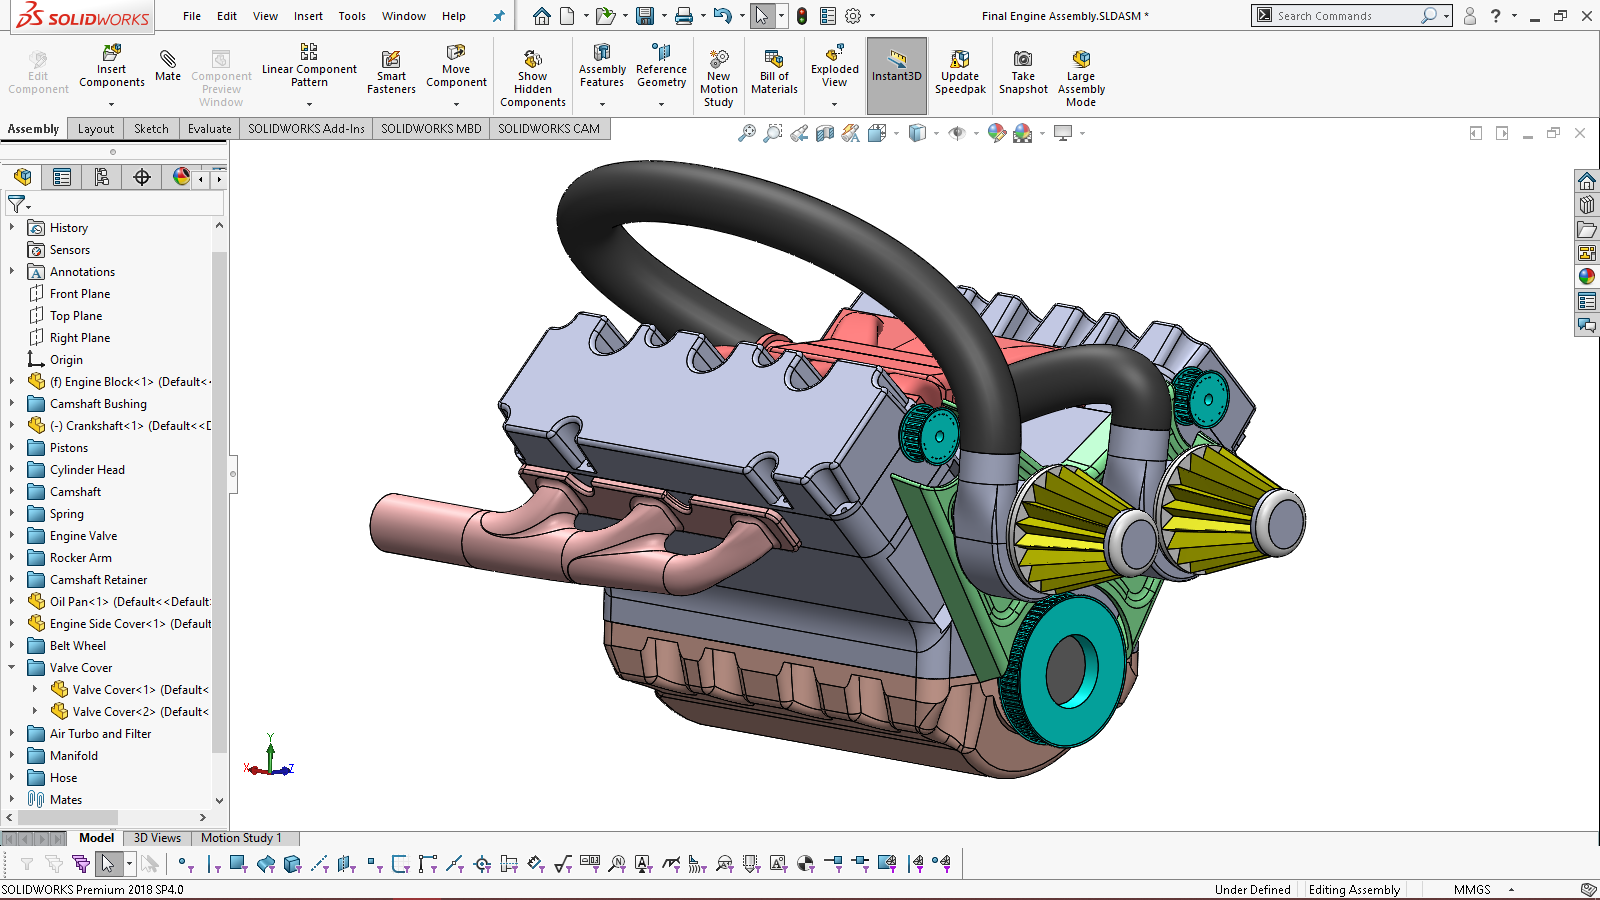 SOLIDWORKS File Edit View Insert Tools Window Help Final Engine Assembly.SLDASM * Search Commands ?
Edit Component
Insert Components
Mate
Component Preview Window
Linear Component Pattern
Smart Fasteners
Move Component
Show Hidden Components
Assembly Features
Reference Geometry
New Motion Study
Bill of Materials
Exploded View
Instant3D
Update Speedpak
Take Snapshot
Large Assembly Mode
Assembly Layout Sketch Evaluate SOLIDWORKS Add-Ins SOLIDWORKS MBD SOLIDWORKS CAM
History
Sensors
Annotations
Front Plane
Top Plane
Right Plane
Origin
(f) Engine Block<1> (Default<
Camshaft Bushing
(-) Crankshaft<1> (Default<<D
Pistons
Cylinder Head
Camshaft
Spring
Engine Valve
Rocker Arm
Camshaft Retainer
Oil Pan<1> (Default<<Default
Engine Side Cover<1> (Default
Belt Wheel
Valve Cover
Valve Cover<1> (Default<
Valve Cover<2> (Default<
Air Turbo and Filter
Manifold
Hose
Mates
Y
X Z
Model 3D Views Motion Study 1
SOLIDWORKS Premium 2018 SP4.0 Under Defined Editing Assembly MMGS